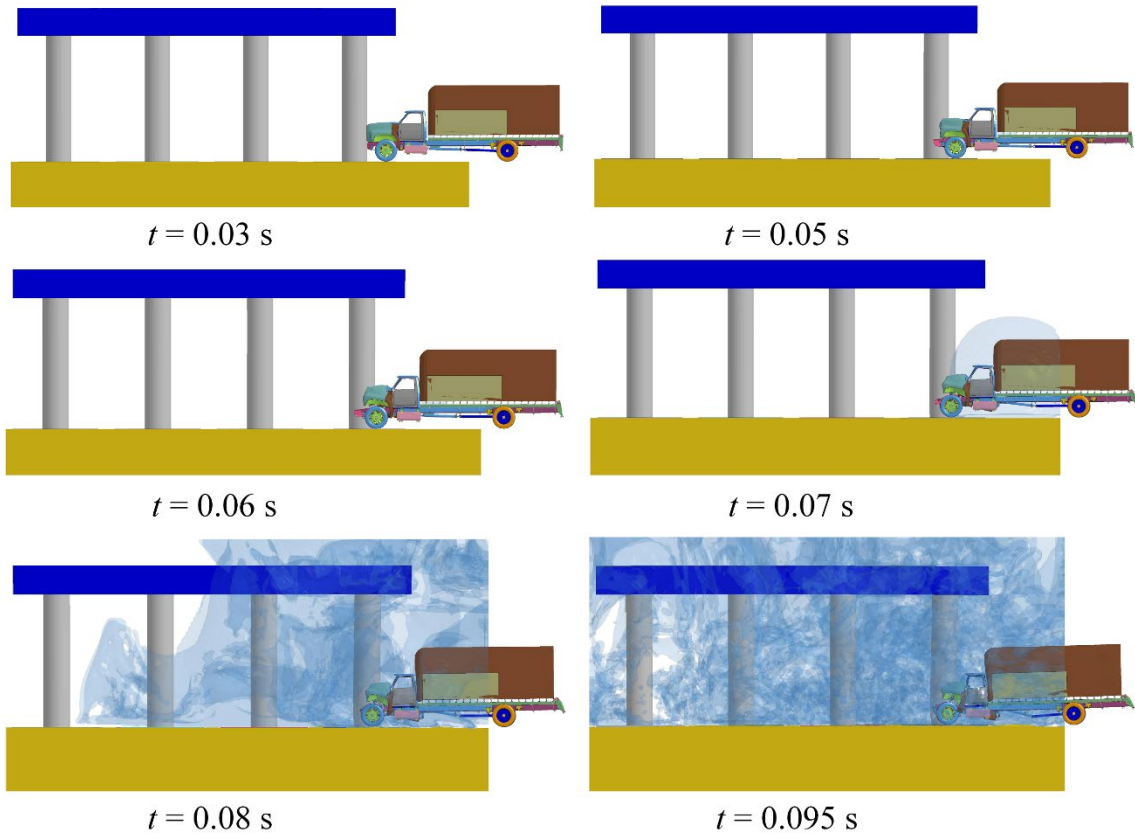 t = 0.03 s
t = 0.05 s
t = 0.06 s
t = 0.07 s
t = 0.08 s
t = 0.095 s